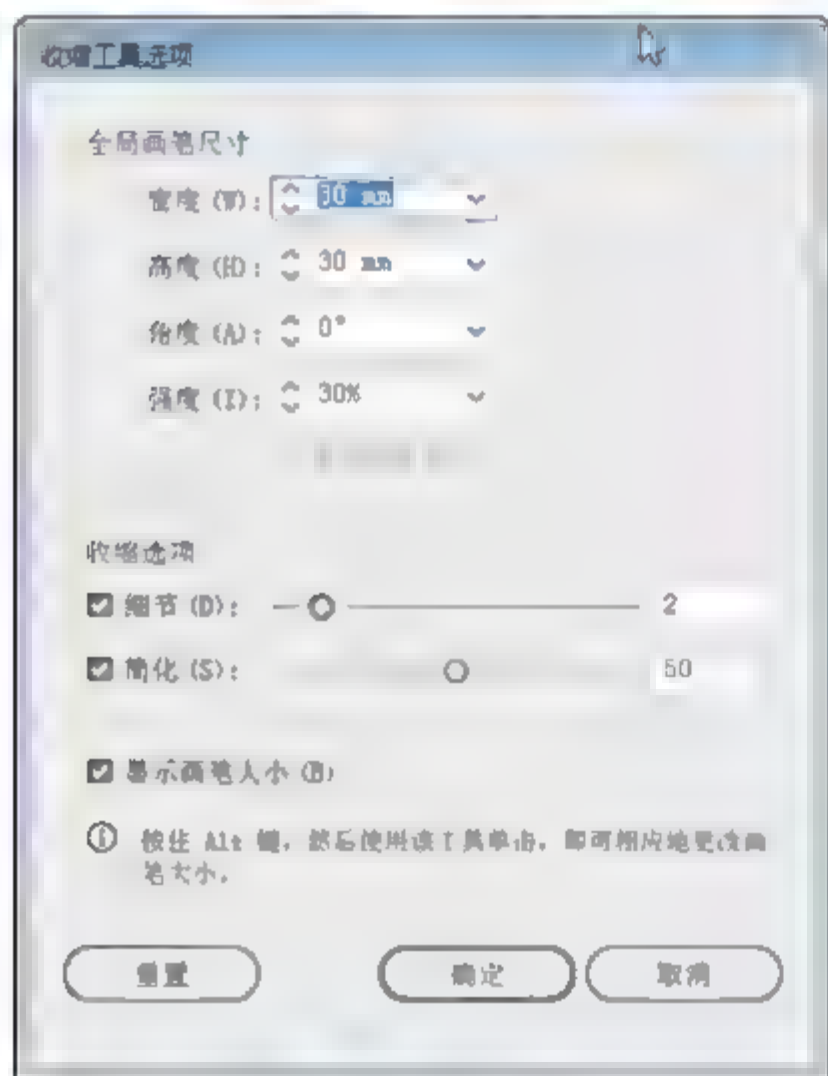 收缩工具选项
全局画笔尺寸
宽度 (W): 30 mm
高度 (H): 30 mm
角度 (A): 0°
强度 (I): 30%
收缩选项
细节 (D): 2
简化 (S): 50
显示画笔大小 (B)
按住 Alt 键，然后使用该工具单击，即可相应地更改画
笔大小。
重置 确定 取消